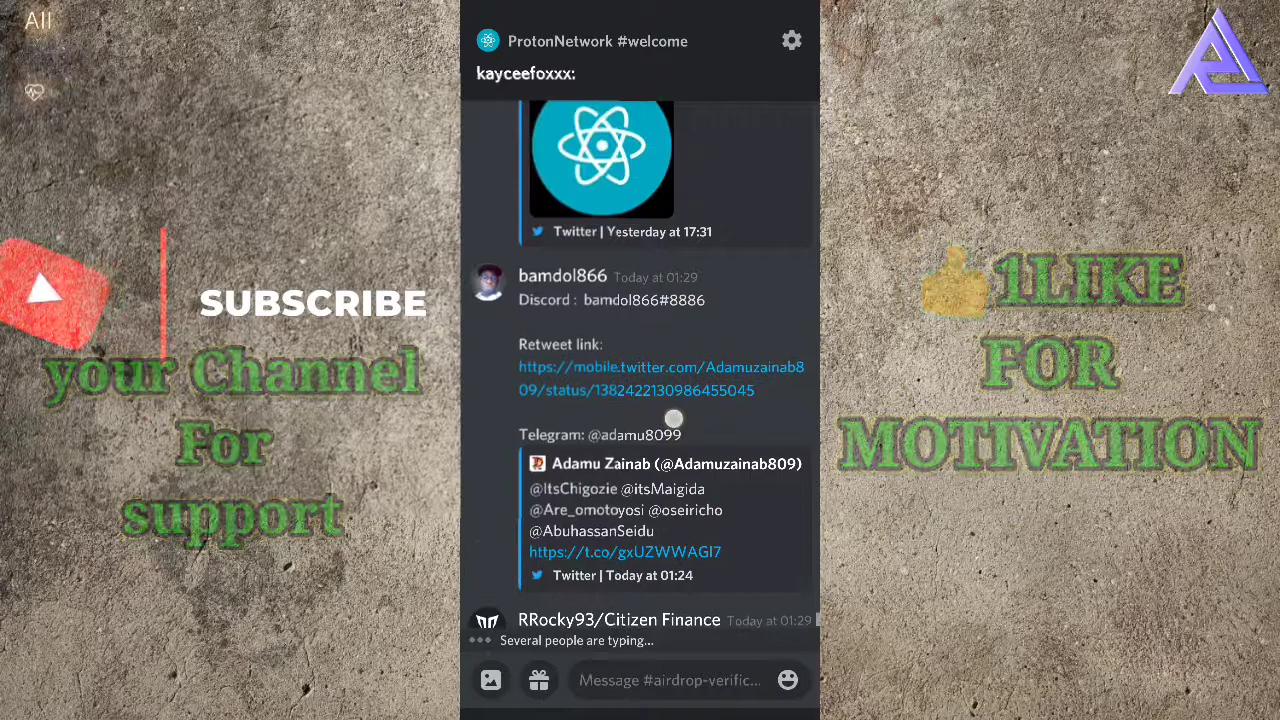 All
ProtonNetwork #welcome
kayceefoxxx:
Twitter | Yesterday at 17:31
bamdol866 Today at 01:29
Discord : bamdol866#8886
Retweet link:
https://mobile.twitter.com/Adamuzainab8
09/status/1382422130986455045
Telegram: @adamu8099
Adamu Zainab (@Adamuzainab809)
@ItsChigozie @itsMaigida
@Are_omotoyosi @oseiricho
@AbuhassanSeidu
https://t.co/gxUZWWAGl7
Twitter | Today at 01:24
RRocky93/Citizen Finance Today at 01:29
Several people are typing...
Message #airdrop-verific...
SUBSCRIBE
your Channel
For
support
1LIKE
FOR
MOTIVATION